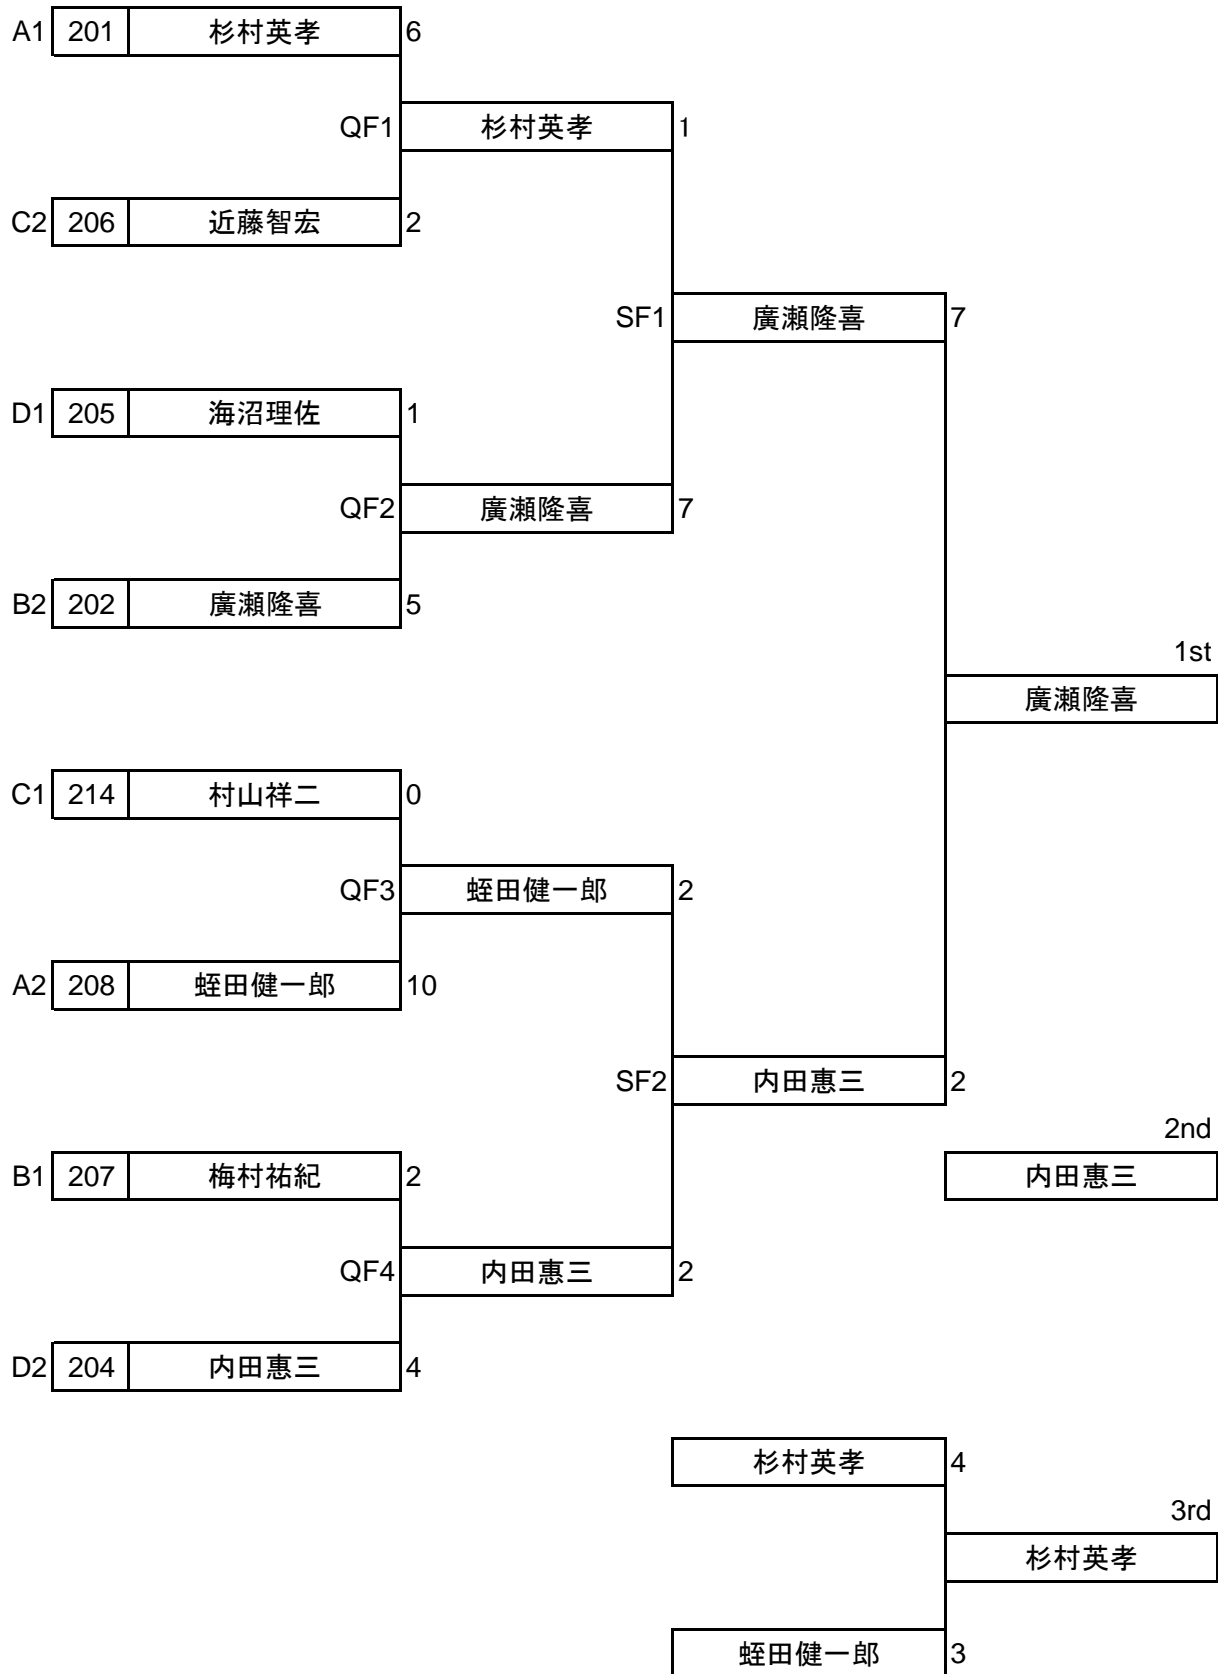 A1 201 杉村英孝 6
QF1 杉村英孝 1
C2 206 近藤智宏 2
SF1 廣瀬隆喜 7
D1 205 海沼理佐 1
QF2 廣瀬隆喜 7
B2 202 廣瀬隆喜 5
1st
廣瀬隆喜
C1 214 村山祥二 0
QF3 蛭田健一郎 2
A2 208 蛭田健一郎 10
SF2 内田惠三 2
2nd
B1 207 梅村祐紀 2
内田惠三
QF4 内田惠三 2
D2 204 内田惠三 4
杉村英孝 4
3rd
杉村英孝
蛭田健一郎 3